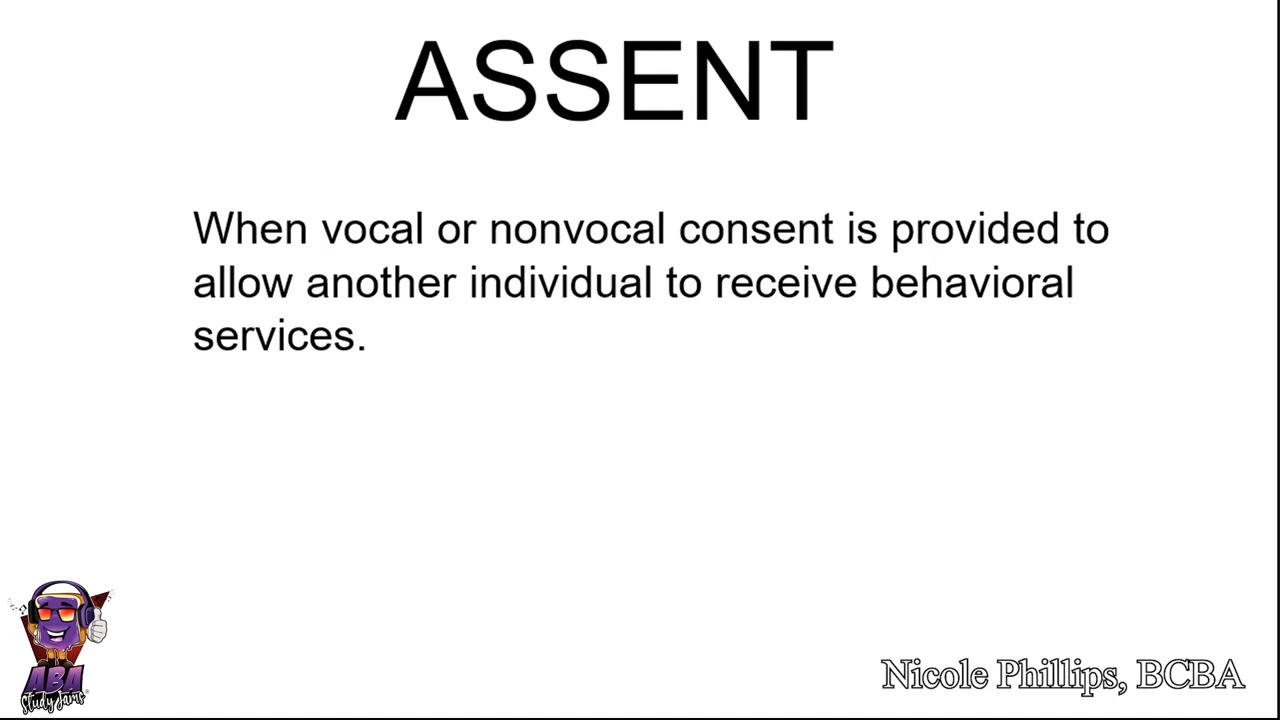 ASSENT
When vocal or nonvocal consent is provided to
allow another individual to receive behavioral
services.
ABA
Study Jams
Nicole Phillips, BCBA